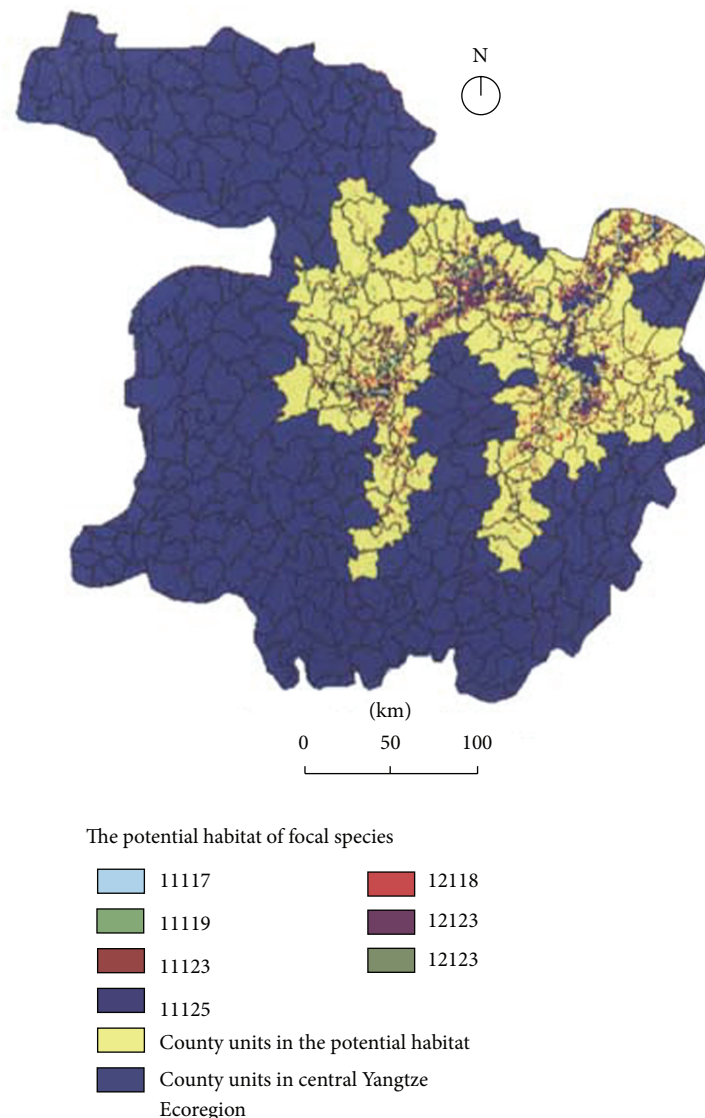 N
(km)
0 50 100
The potential habitat of focal species
11117
11119
11123
11125
12118
12123
12123
County units in the potential habitat
County units in central Yangtze
Ecoregion